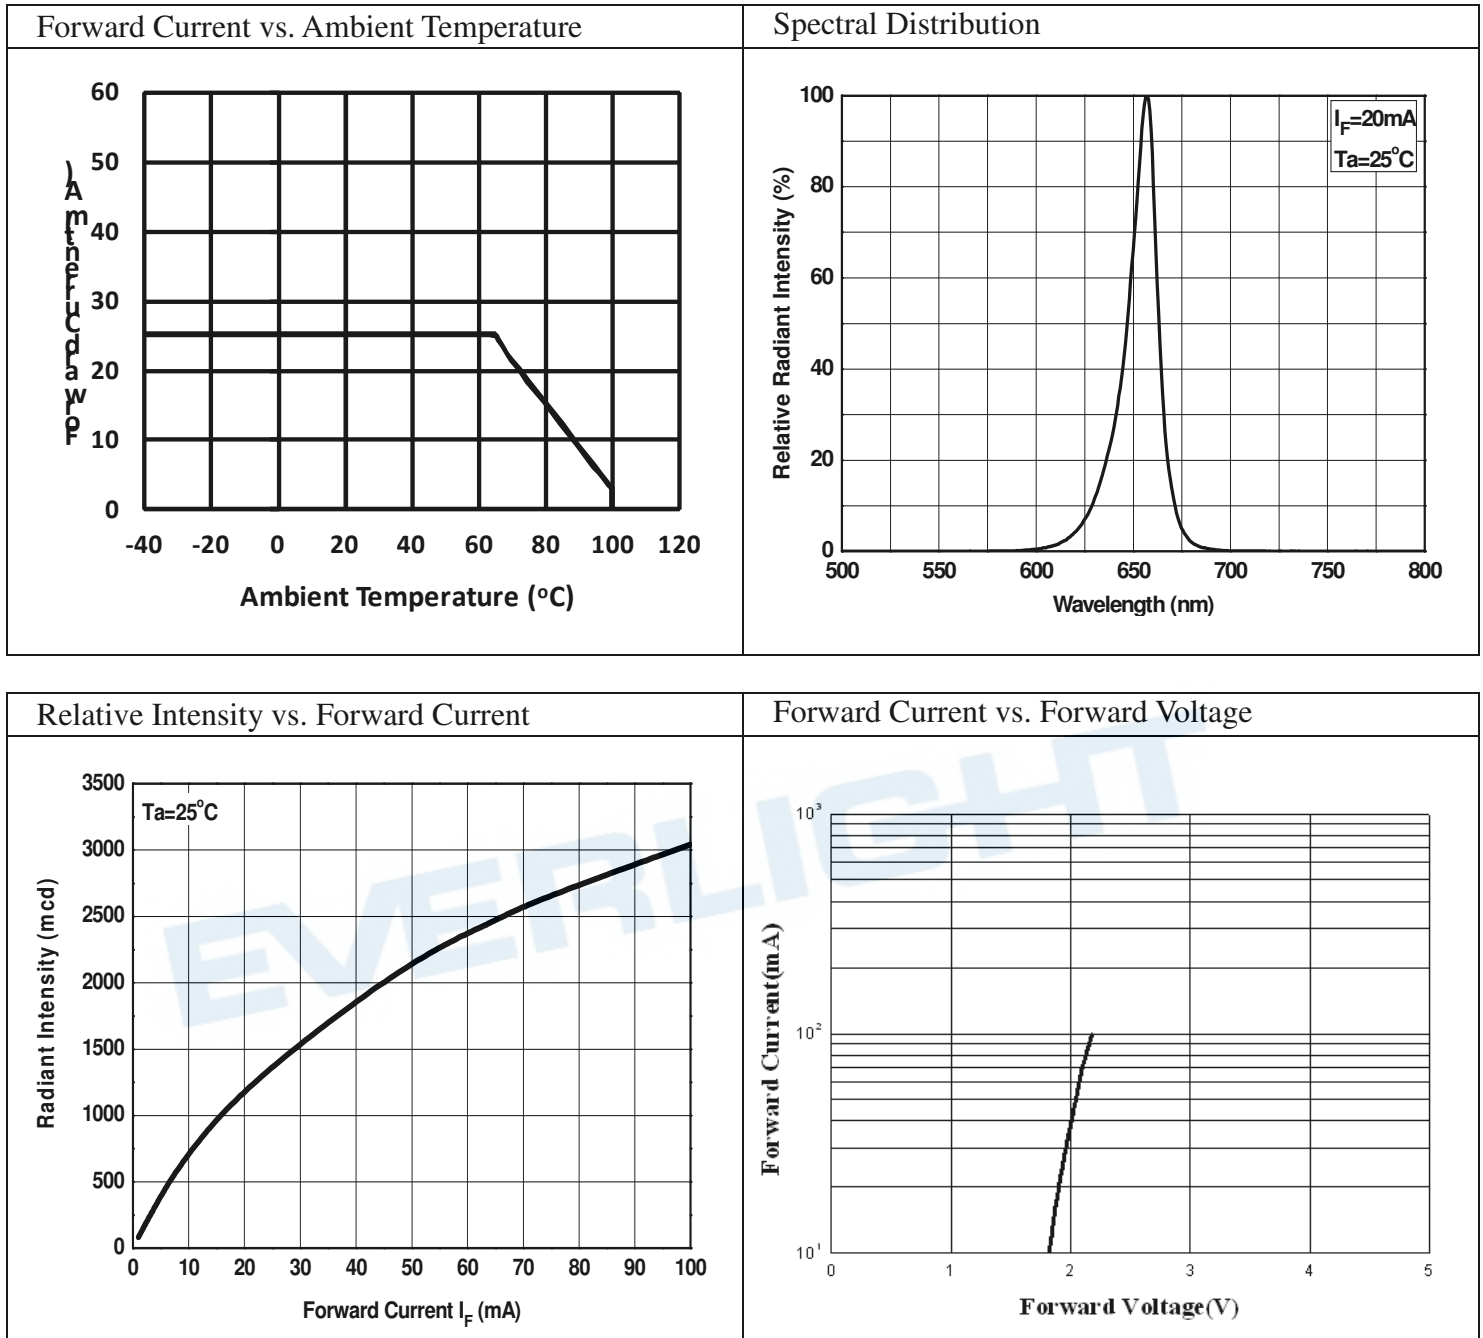 Forward Current vs. Ambient Temperature
60
50
40
30
20
10
0
Forward Current mA)
-40 -20 0 20 40 60 80 100 120
Ambient Temperature (°C)
Spectral Distribution
100
80
60
40
20
0
Relative Radiant Intensity (%)
IF=20mA
Ta=25°C
500 550 600 650 700 750 800
Wavelength (nm)
Relative Intensity vs. Forward Current
3500
3000
2500
2000
1500
1000
500
0
Radiant Intensity (mcd)
Ta=25°C
0 10 20 30 40 50 60 70 80 90 100
Forward Current IF (mA)
Forward Current vs. Forward Voltage
10³
10²
10¹
Forward Current(mA)
0 1 2 3 4 5
Forward Voltage(V)
EVERLIGHT